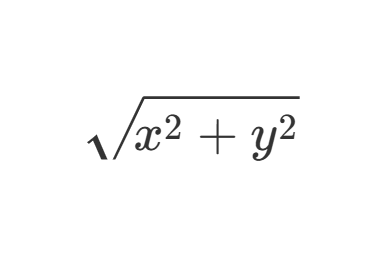 √(x² + y²)